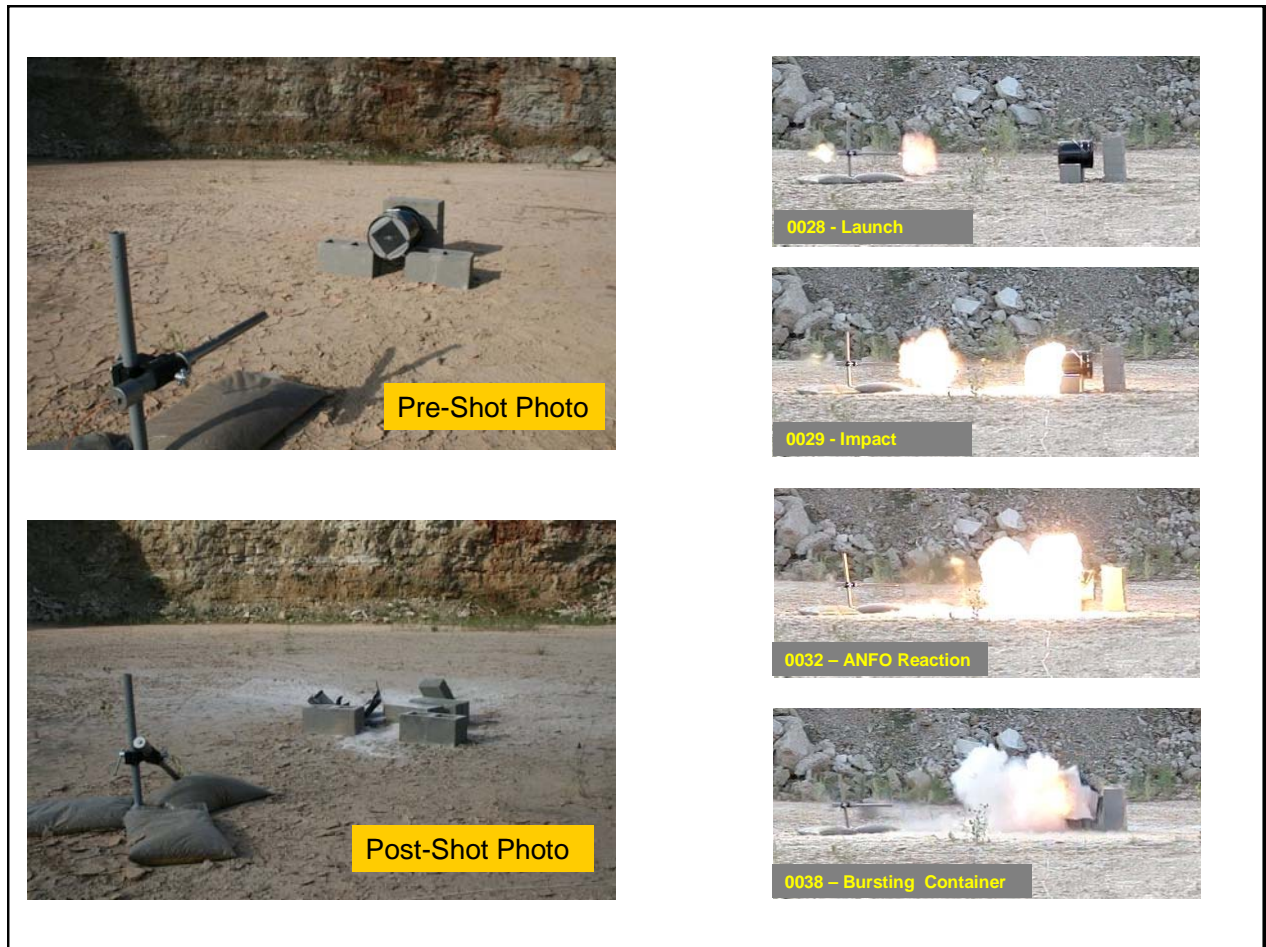 Pre-Shot Photo
Post-Shot Photo
0028 - Launch
0029 - Impact
0032 – ANFO Reaction
0038 – Bursting Container